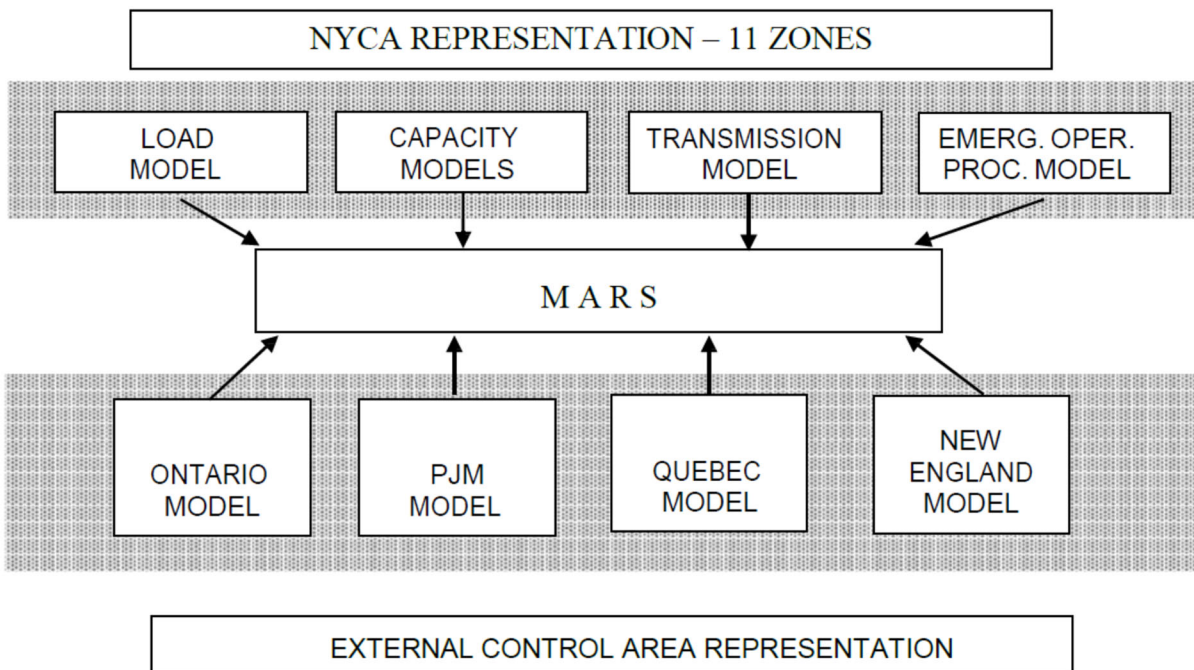 NYCA REPRESENTATION – 11 ZONES
LOAD
MODEL
CAPACITY
MODELS
TRANSMISSION
MODEL
EMERG. OPER.
PROC. MODEL
M A R S
ONTARIO
MODEL
PJM
MODEL
QUEBEC
MODEL
NEW
ENGLAND
MODEL
EXTERNAL CONTROL AREA REPRESENTATION